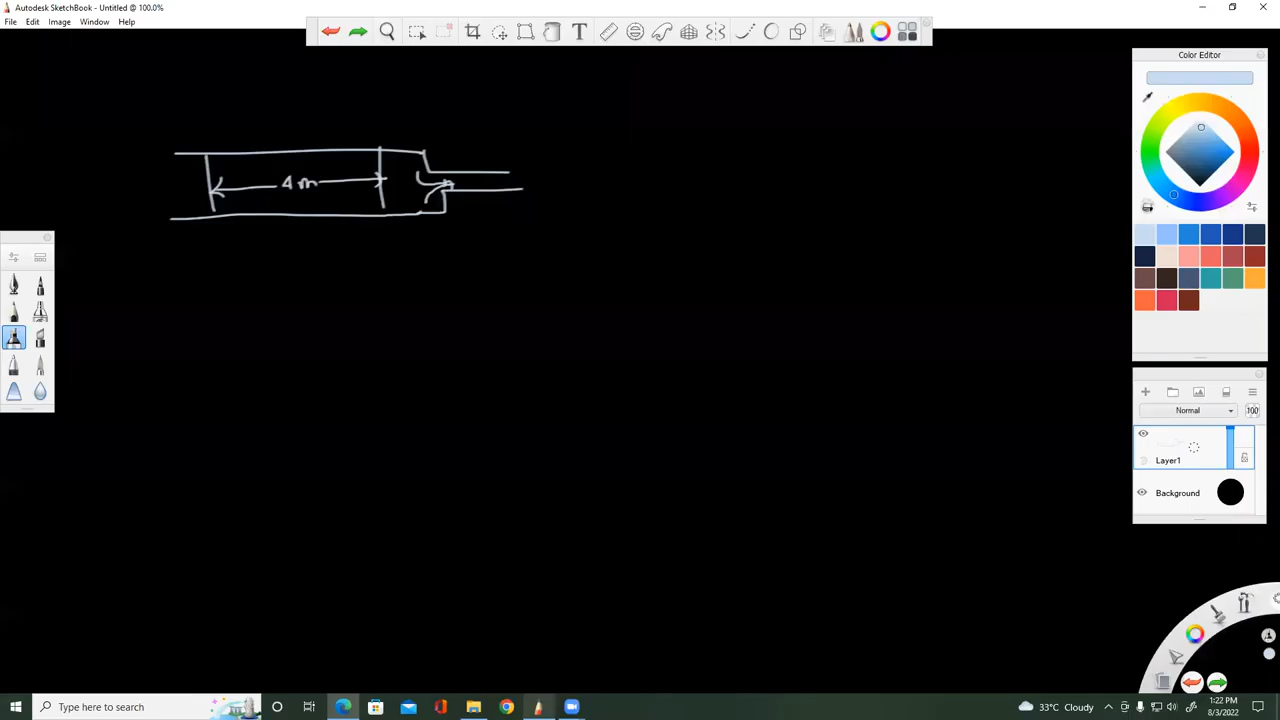 Autodesk SketchBook - Untitled @ 100.0%
File Edit Image Window Help
Color Editor
4m
Normal 100
Layer1
Background
Type here to search
33°C Cloudy
1:22 PM
8/3/2022